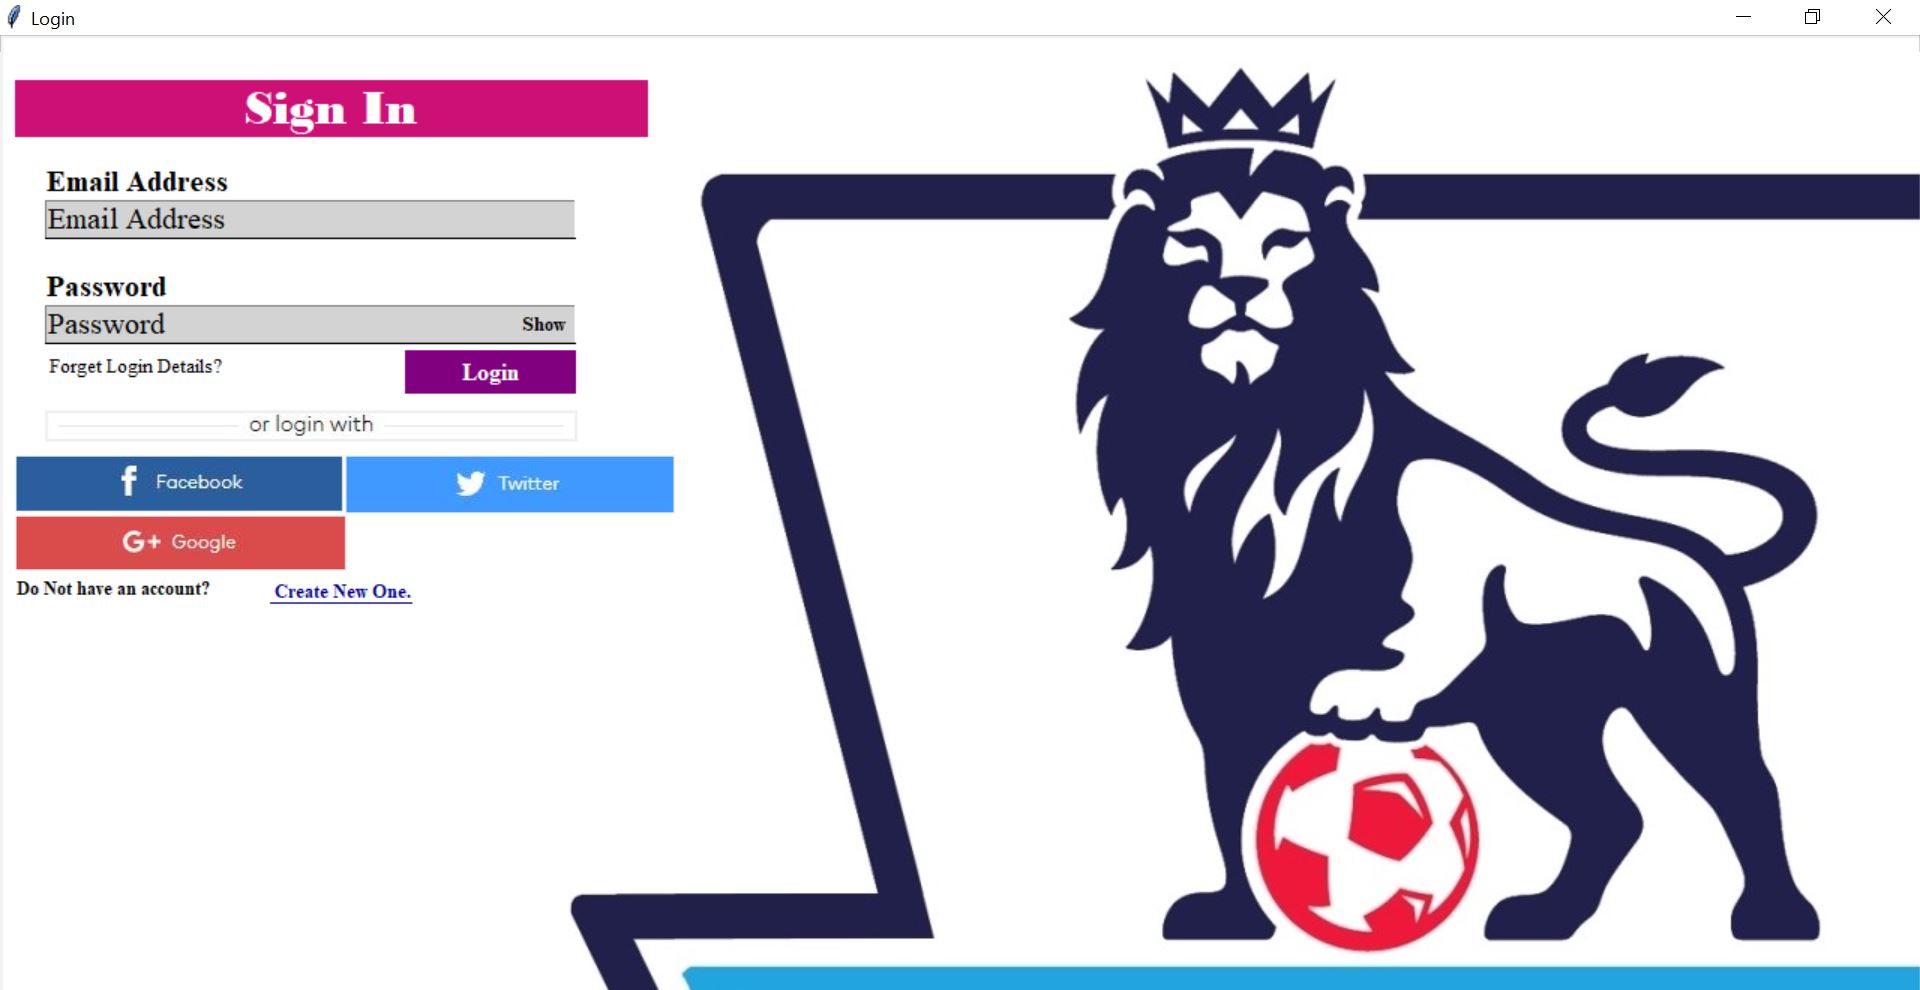 Login
Sign In
Email Address
Email Address
Password
Password Show
Forget Login Details? Login
or login with
f Facebook Twitter
G+ Google
Do Not have an account? Create New One.